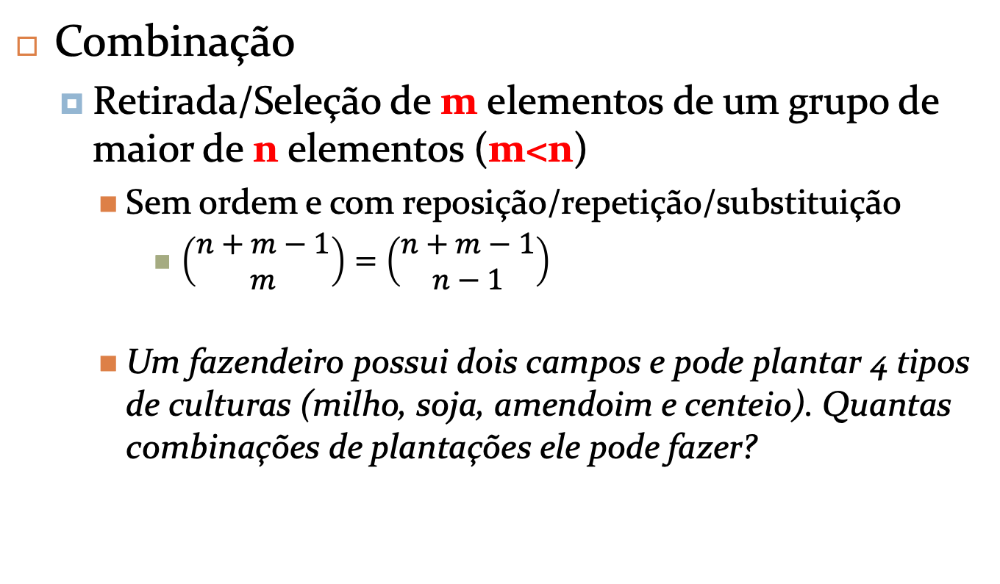 Combinação
Retirada/Seleção de m elementos de um grupo de
maior de n elementos (m<n)
Sem ordem e com reposição/repetição/substituição
(n + m − 1
m) = (n + m − 1
n − 1)
Um fazendeiro possui dois campos e pode plantar 4 tipos
de culturas (milho, soja, amendoim e centeio). Quantas
combinações de plantações ele pode fazer?